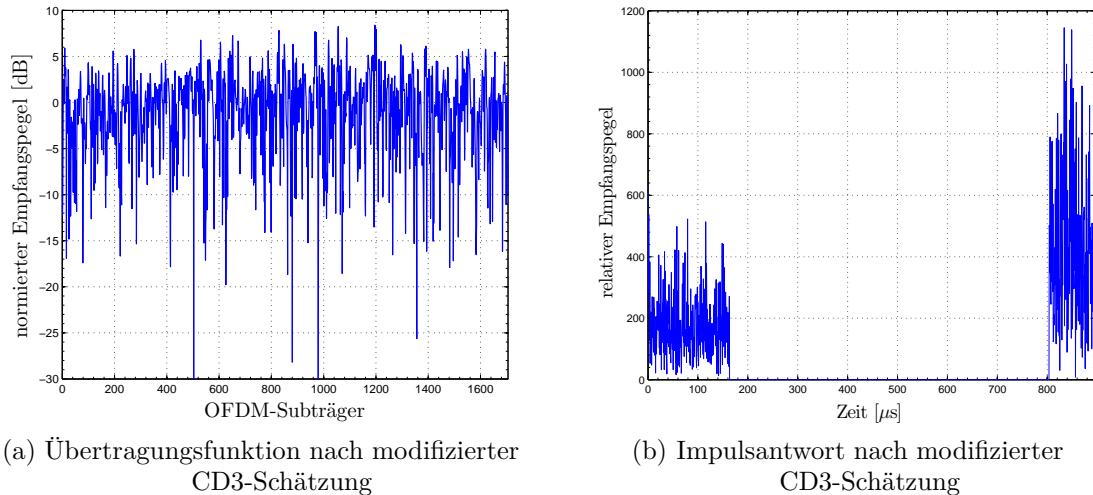 normierter Empfangspegel [dB]
10
5
0
−5
−10
−15
−20
−25
−30
0 200 400 600 800 1000 1200 1400 1600
OFDM-Subträger
(a) Übertragungsfunktion nach modifizierter
CD3-Schätzung
relativer Empfangspegel
1200
1000
800
600
400
200
0
0 100 200 300 400 500 600 700 800
Zeit [μs]
(b) Impulsantwort nach modifizierter
CD3-Schätzung